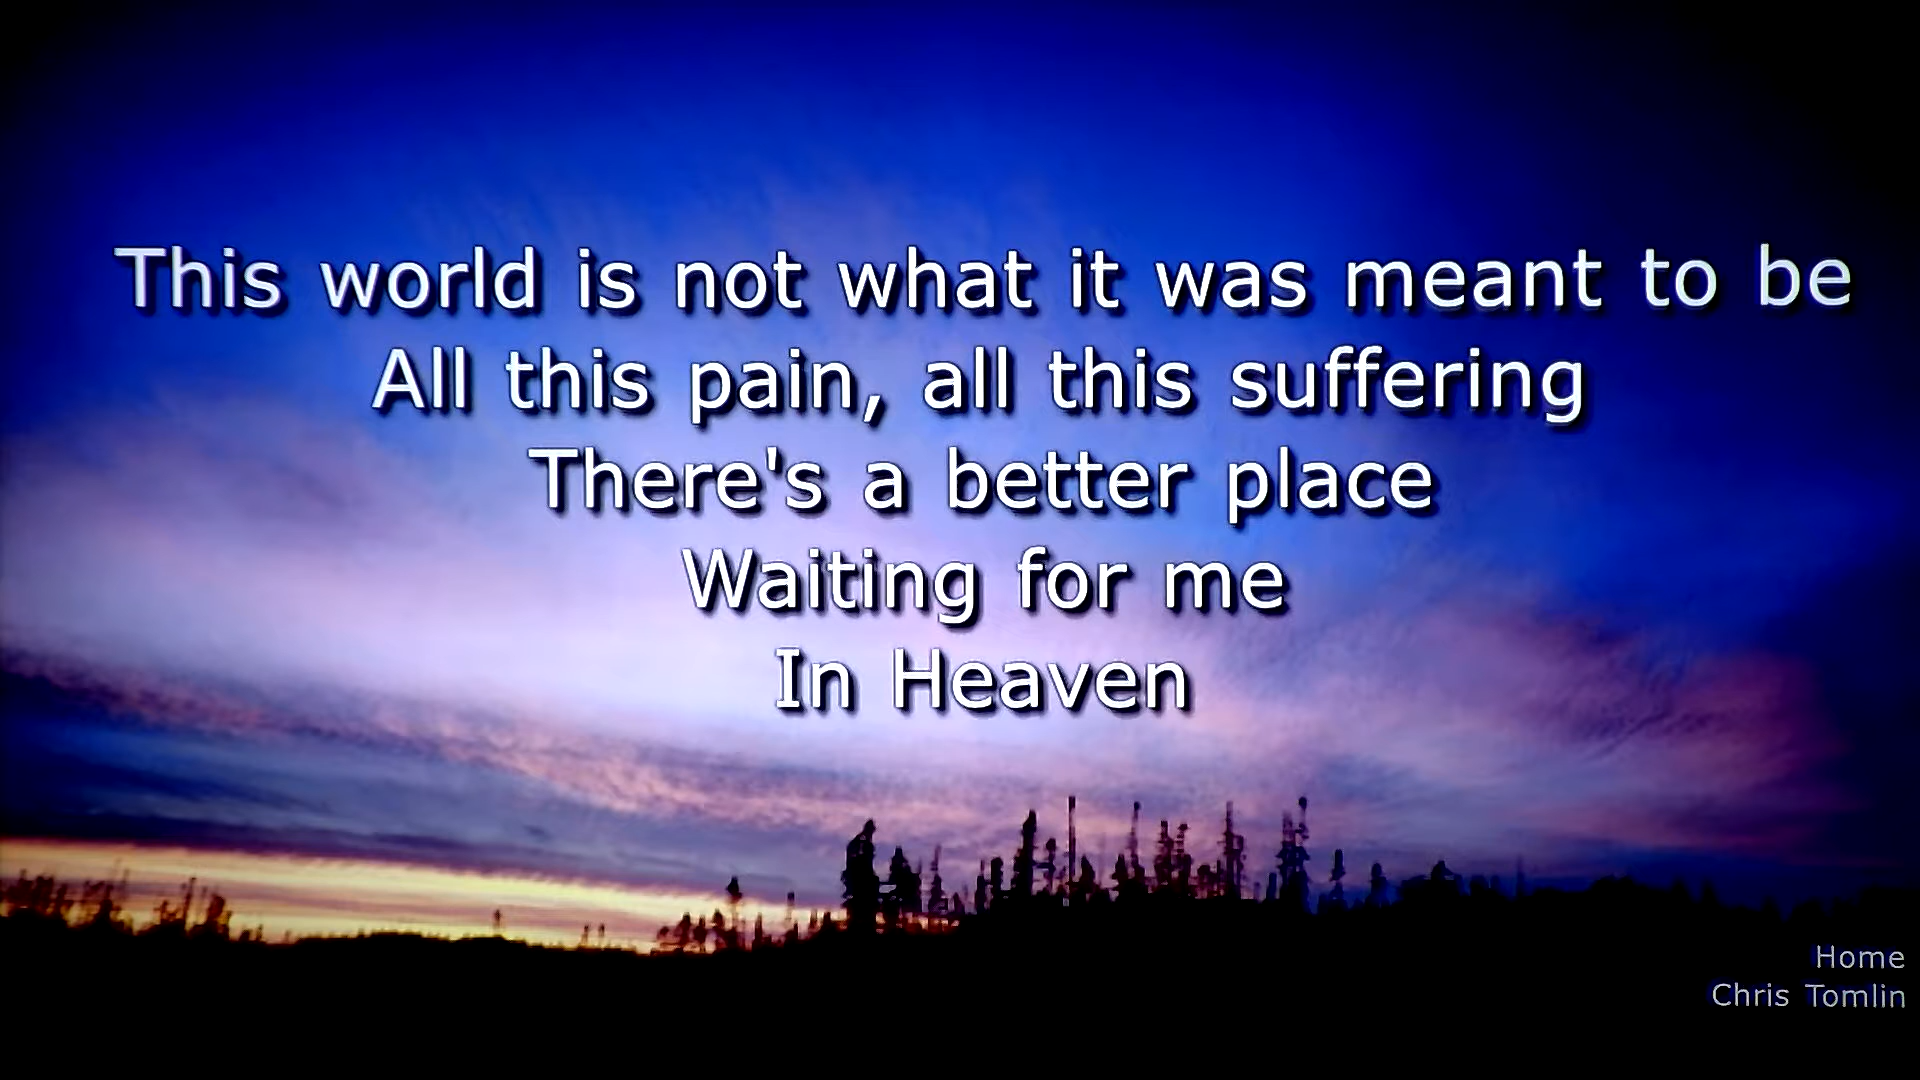 This world is not what it was meant to be
All this pain, all this suffering
There's a better place
Waiting for me
In Heaven
Home
Chris Tomlin